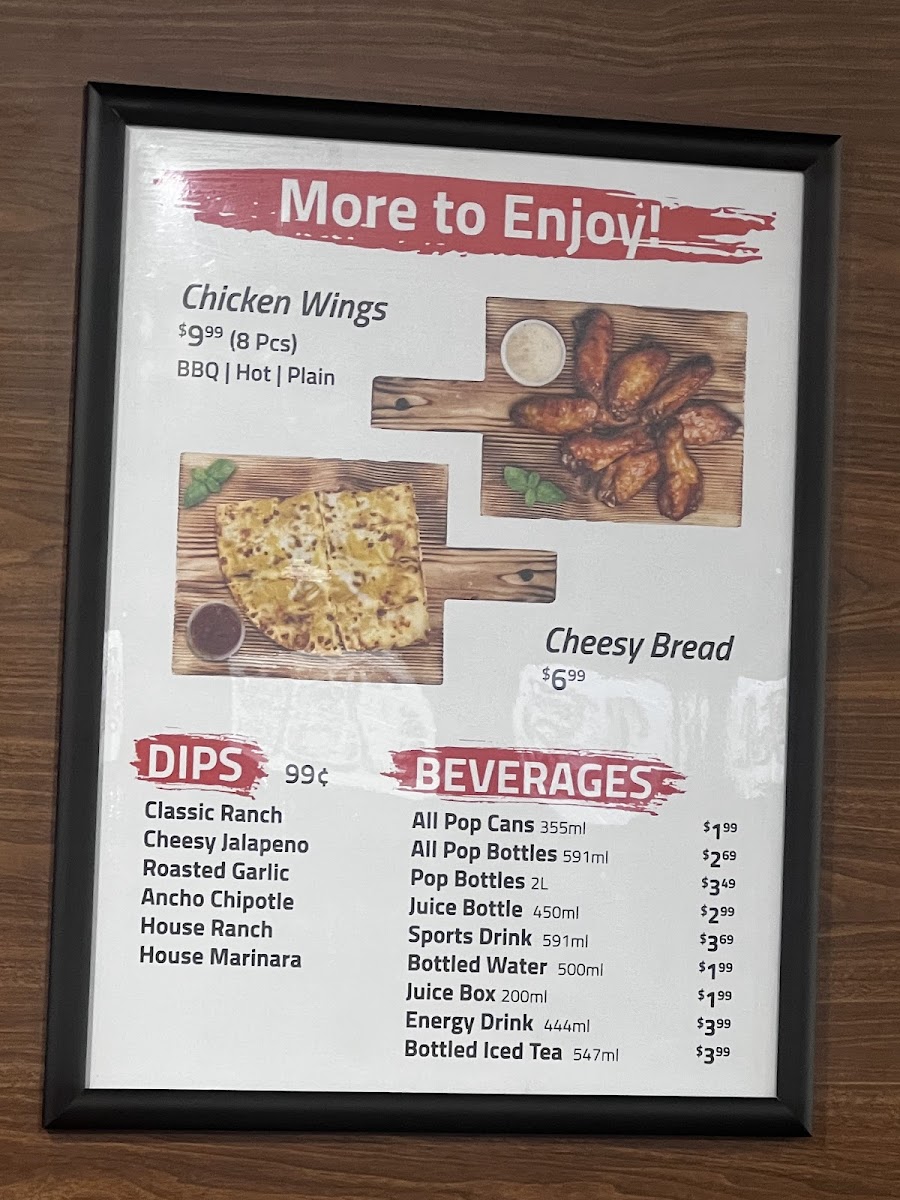 More to Enjoy!
Chicken Wings
$9.99 (8 Pcs)
BBQ | Hot | Plain
Cheesy Bread
$6.99
DIPS 99¢
Classic Ranch
Cheesy Jalapeno
Roasted Garlic
Ancho Chipotle
House Ranch
House Marinara
BEVERAGES
All Pop Cans 355ml $1.99
All Pop Bottles 591ml $2.69
Pop Bottles 2L $3.49
Juice Bottle 450ml $2.99
Sports Drink 591ml $3.69
Bottled Water 500ml $1.99
Juice Box 200ml $1.99
Energy Drink 444ml $3.99
Bottled Iced Tea 547ml $3.99